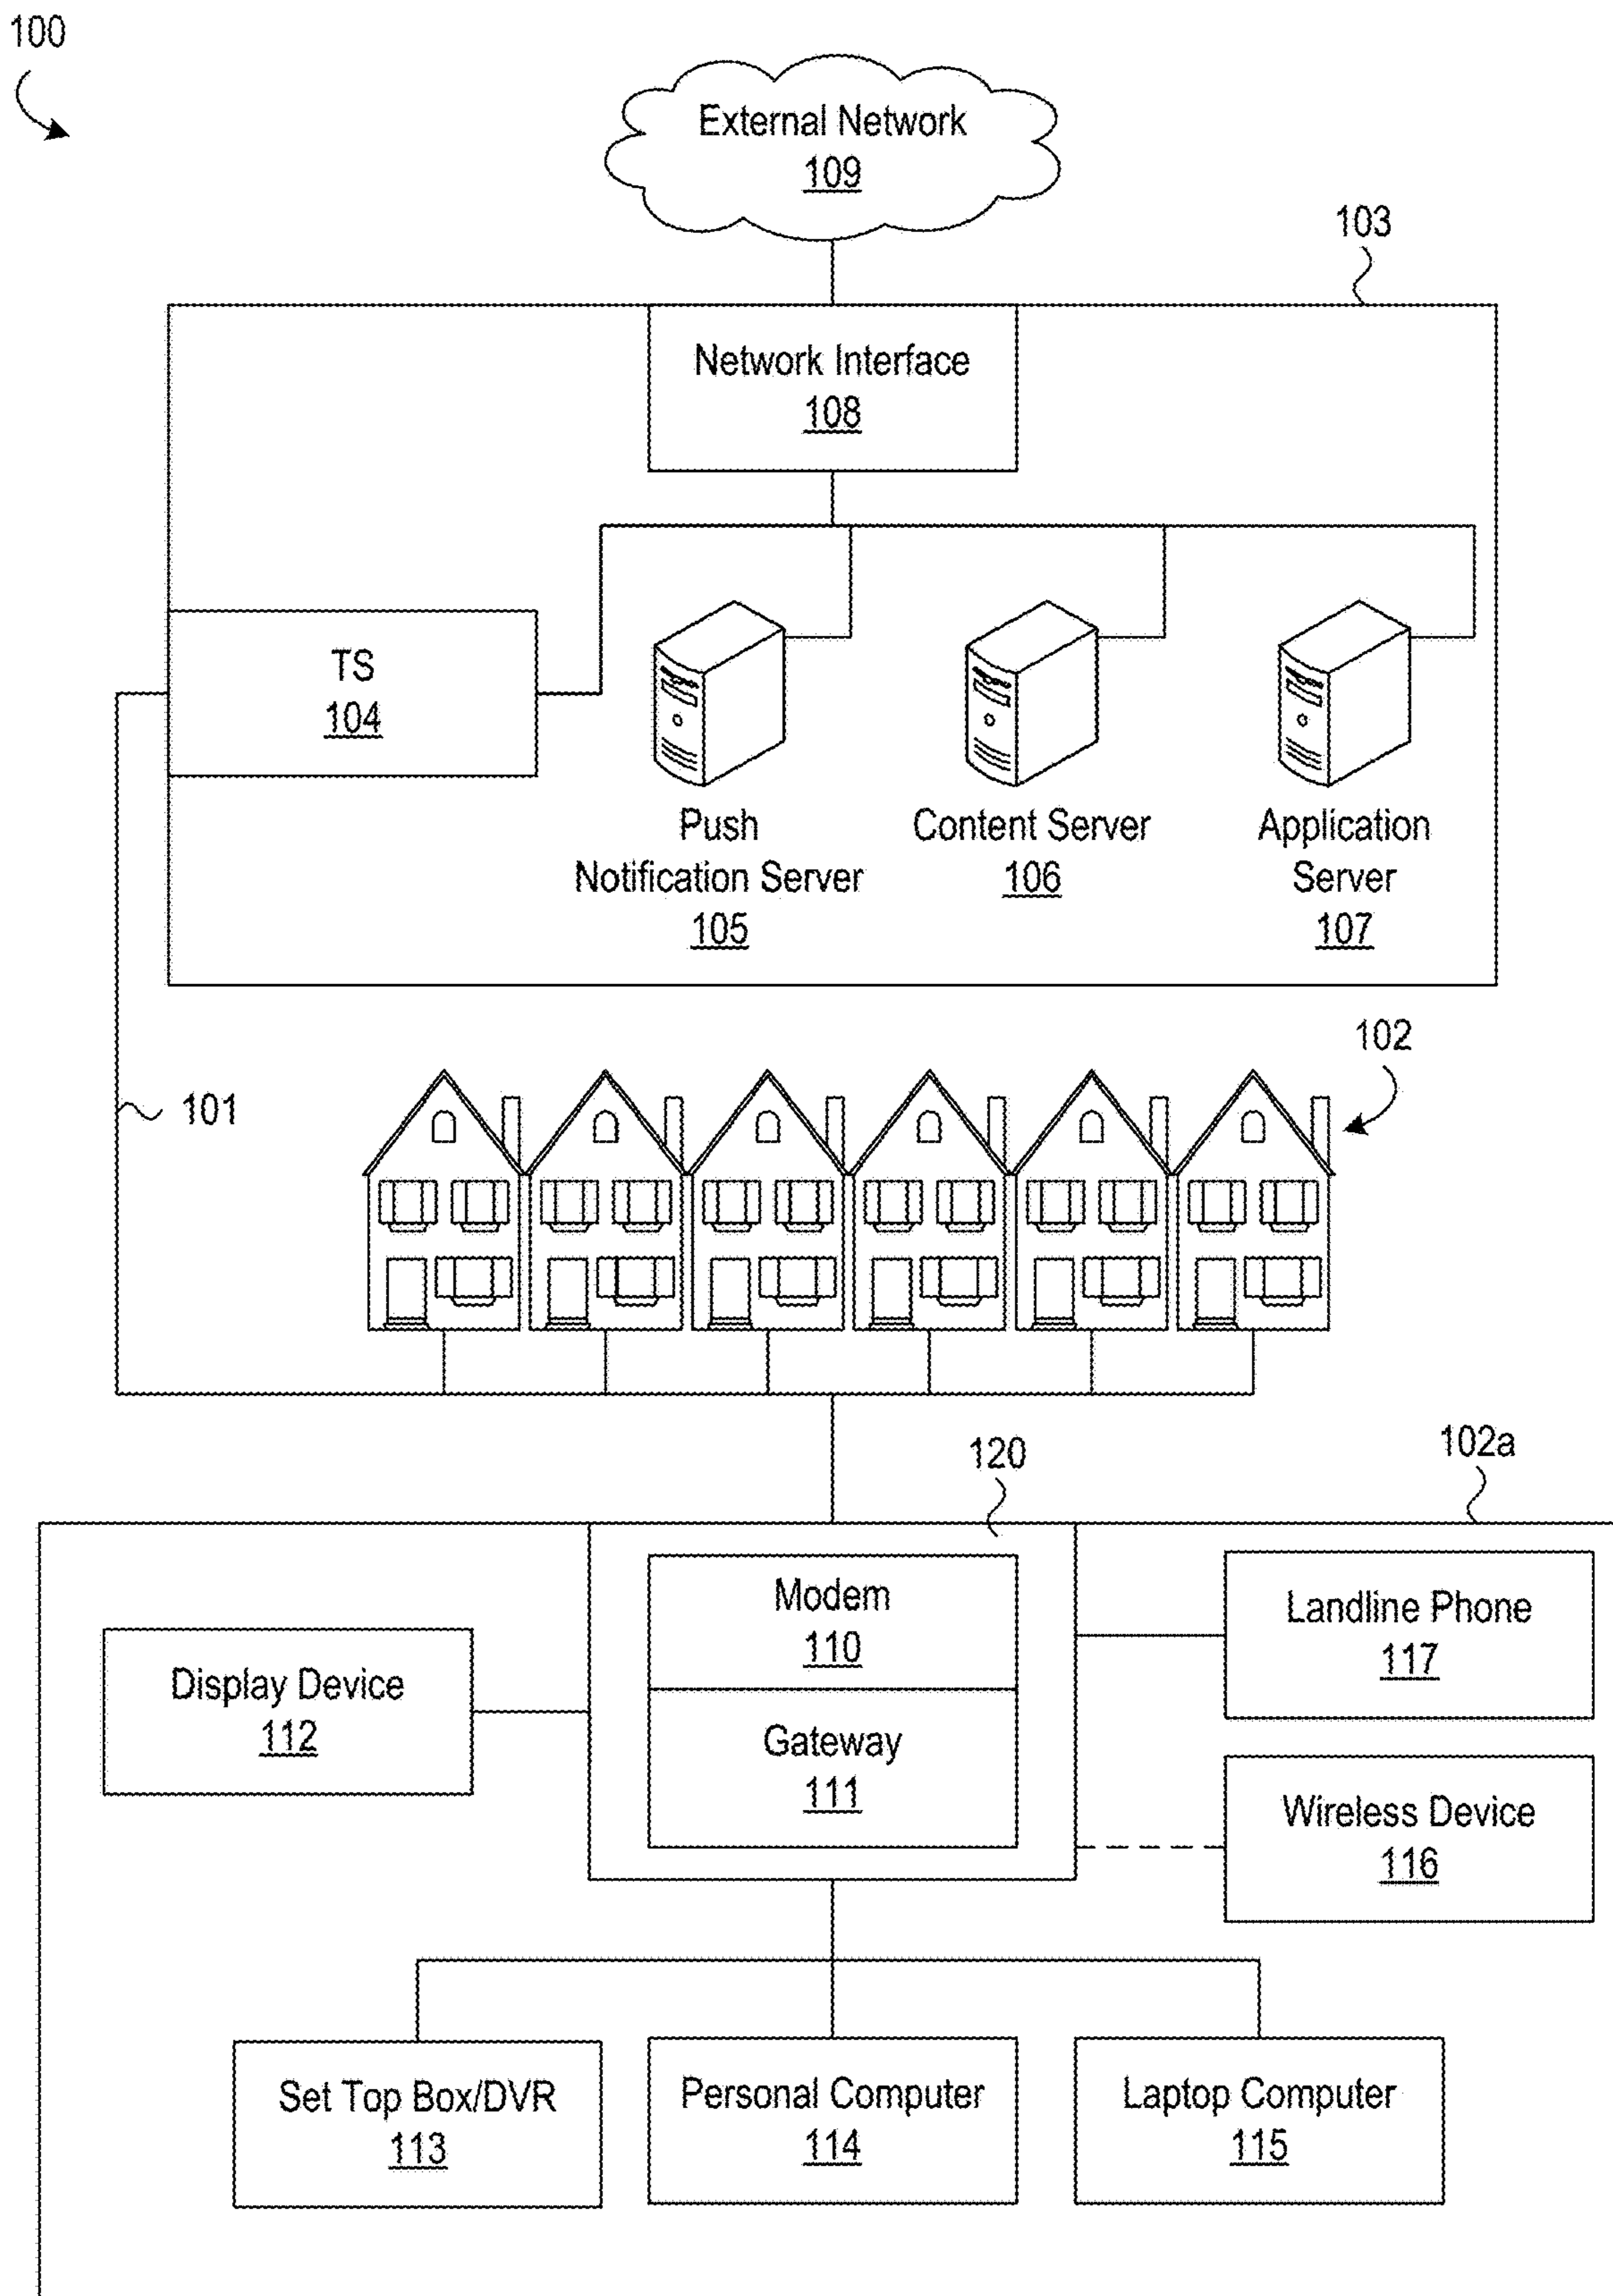 100
External Network
109
103
Network Interface
108
TS
104
Push
Notification Server
105
Content Server
106
Application
Server
107
102
101
120
102a
Modem
110
Gateway
111
Display Device
112
Landline Phone
117
Wireless Device
116
Set Top Box/DVR
113
Personal Computer
114
Laptop Computer
115